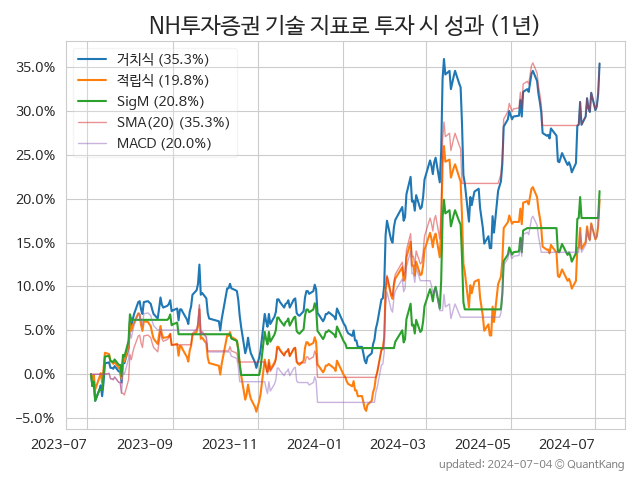 NH투자증권 기술 지표로 투자 시 성과 (1년)
거치식 (35.3%)
적립식 (19.8%)
SigM (20.8%)
SMA(20) (35.3%)
MACD (20.0%)
35.0%
30.0%
25.0%
20.0%
15.0%
10.0%
5.0%
0.0%
−5.0%
2023-07 2023-09 2023-11 2024-01 2024-03 2024-05 2024-07
updated: 2024-07-04 ⓒ QuantKang